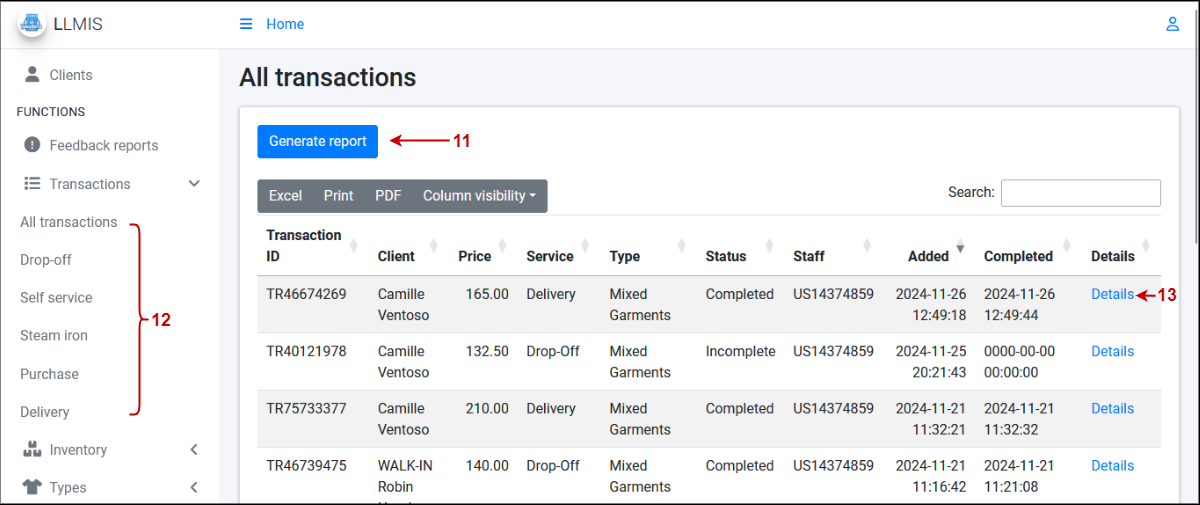 LLMIS
Home
Clients
FUNCTIONS
Feedback reports
Transactions
All transactions
Drop-off
Self service
Steam iron
Purchase
Delivery
12
Inventory
Types
All transactions
Generate report
11
Excel Print PDF Column visibility
Search:
Transaction
ID Client Price Service Type Status Staff Added Completed Details
TR46674269 Camille 165.00 Delivery Mixed Completed US14374859 2024-11-26 2024-11-26 Details 13
Ventoso Garments 12:49:18 12:49:44
TR40121978 Camille 132.50 Drop-Off Mixed Incomplete US14374859 2024-11-25 0000-00-00 Details
Ventoso Garments 20:21:43 00:00:00
TR75733377 Camille 210.00 Delivery Mixed Completed US14374859 2024-11-21 2024-11-21 Details
Ventoso Garments 11:32:21 11:32:32
TR46739475 WALK-IN 140.00 Drop-Off Mixed Completed US14374859 2024-11-21 2024-11-21 Details
Robin Garments 11:16:42 11:21:08